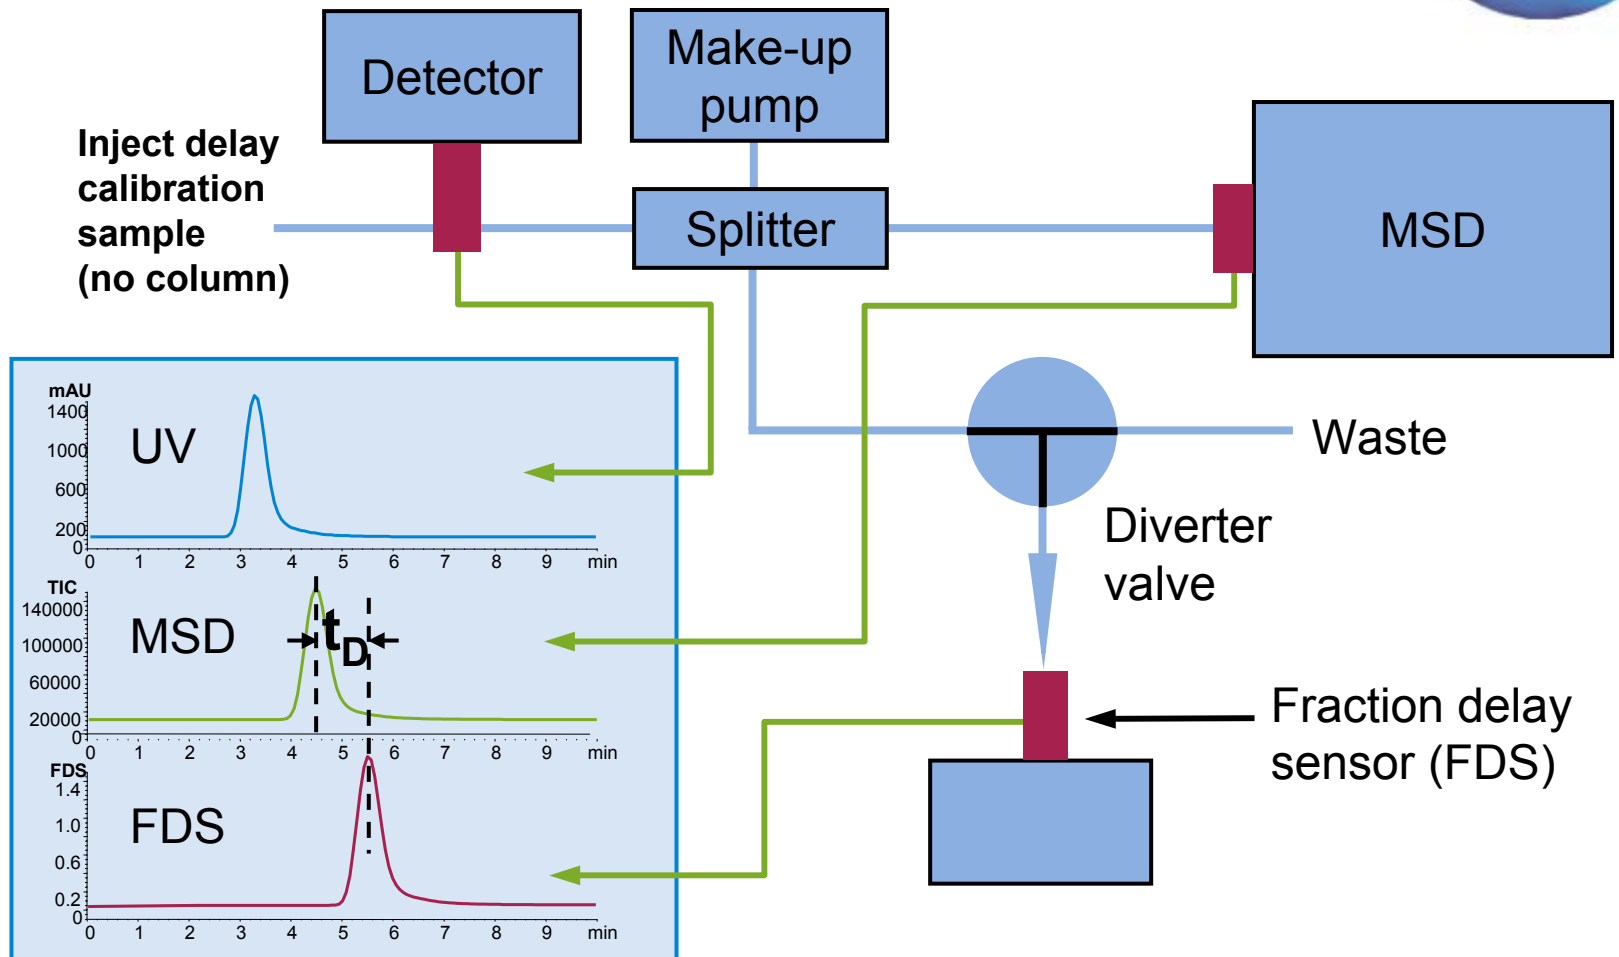 Detector
Make-up
pump
Inject delay
calibration
sample
(no column)
Splitter
MSD
Waste
Diverter
valve
Fraction delay
sensor (FDS)
mAU
1400
1000
600
200
0
UV
0 1 2 3 4 5 6 7 8 9 min
TIC
140000
100000
60000
20000
0
MSD
tD
0 1 2 3 4 5 6 7 8 9 min
FDS
1.4
1.0
0.6
0.2
0
FDS
0 1 2 3 4 5 6 7 8 9 min